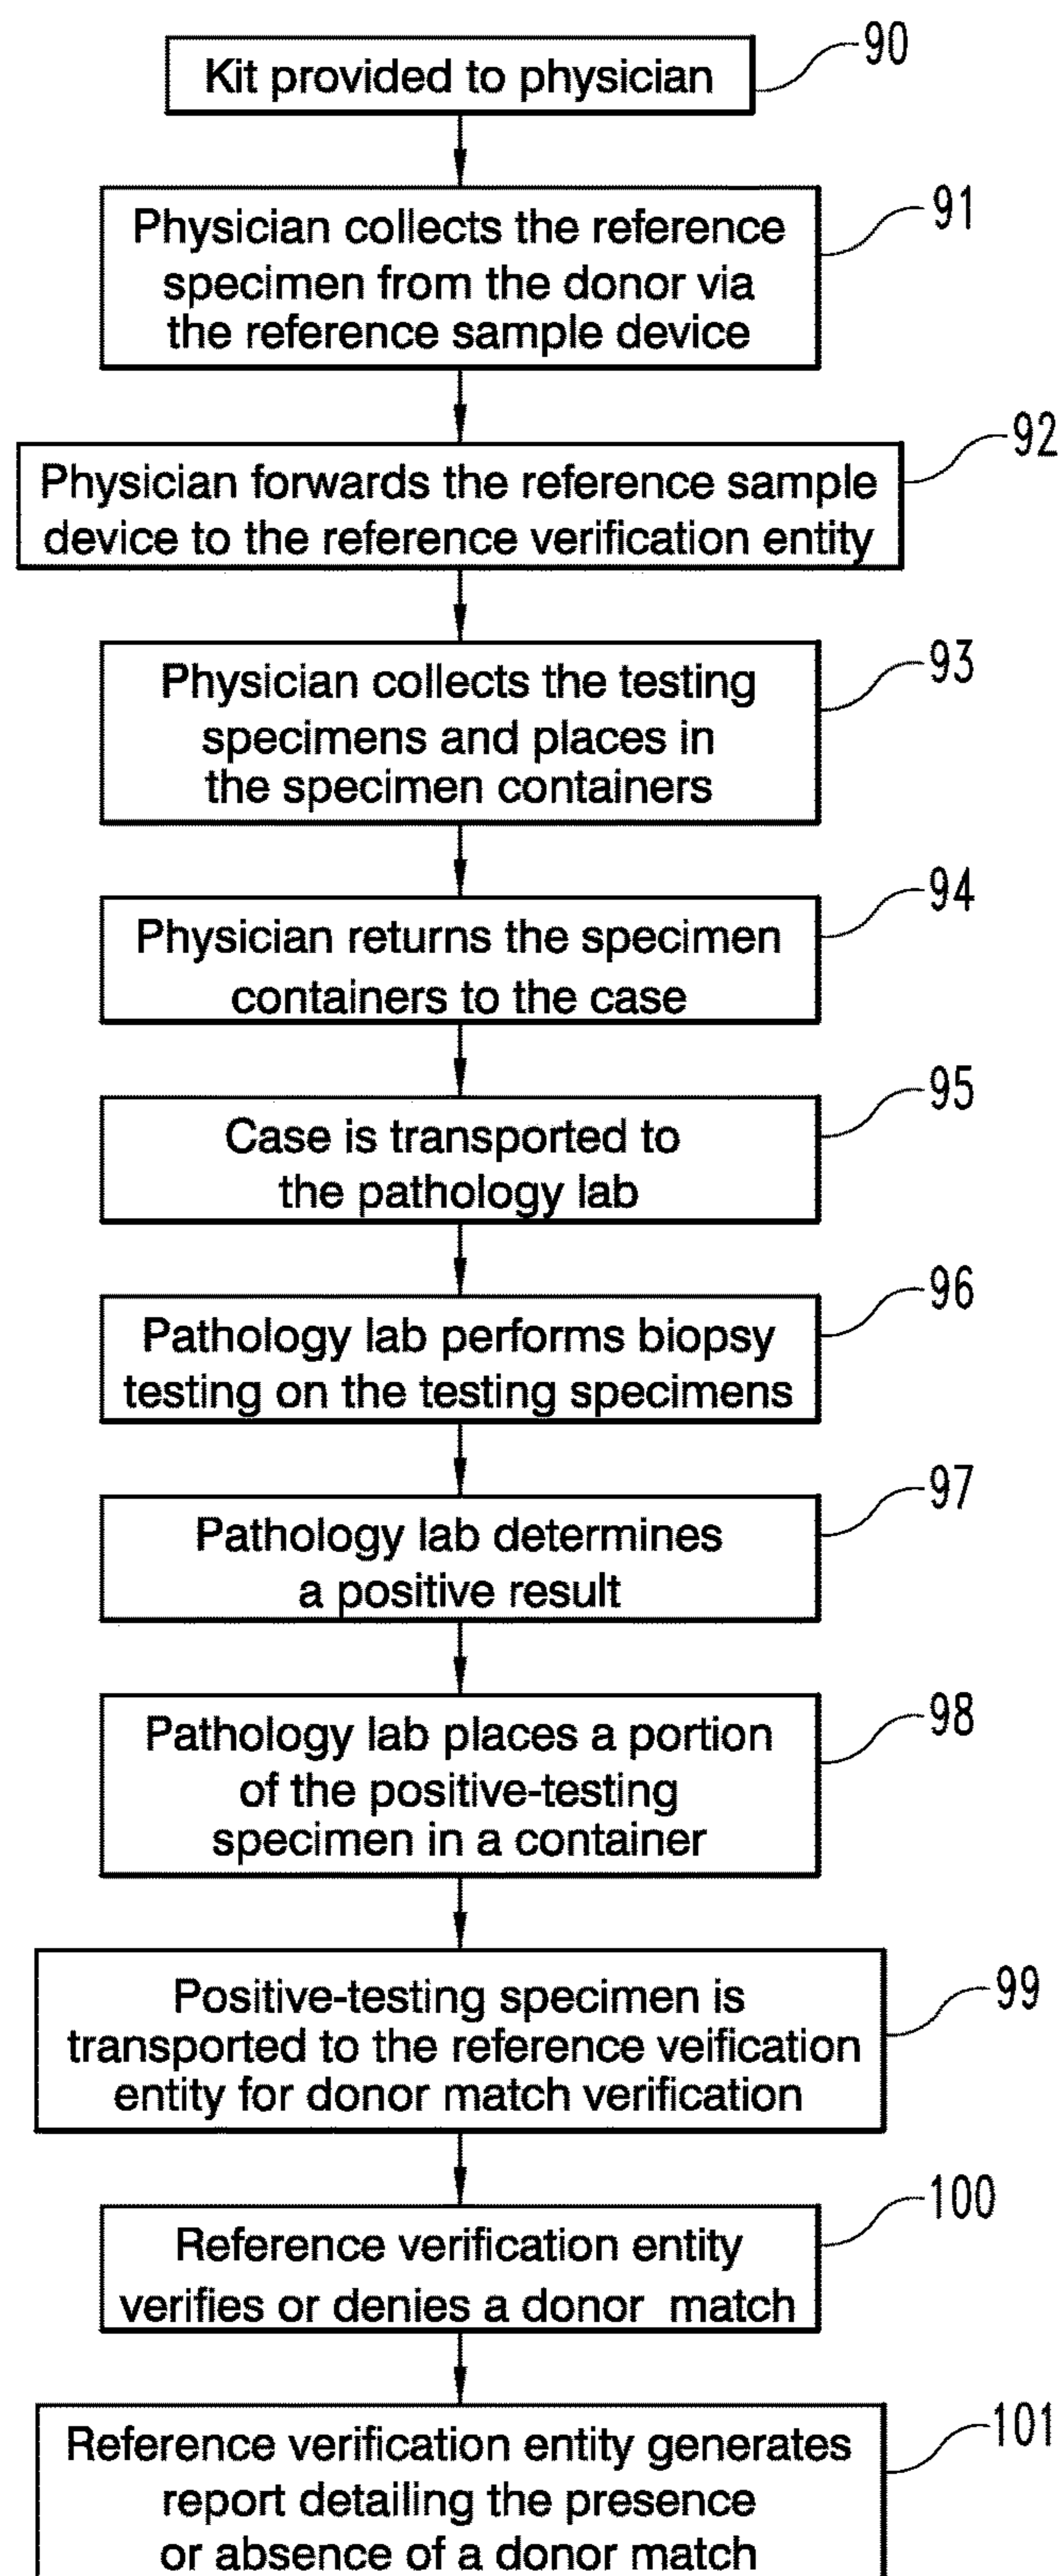 90
Kit provided to physician
91
Physician collects the reference
specimen from the donor via
the reference sample device
92
Physician forwards the reference sample
device to the reference verification entity
93
Physician collects the testing
specimens and places in
the specimen containers
94
Physician returns the specimen
containers to the case
95
Case is transported to
the pathology lab
96
Pathology lab performs biopsy
testing on the testing specimens
97
Pathology lab determines
a positive result
98
Pathology lab places a portion
of the positive-testing
specimen in a container
99
Positive-testing specimen is
transported to the reference veification
entity for donor match verification
100
Reference verification entity
verifies or denies a donor match
101
Reference verification entity generates
report detailing the presence
or absence of a donor match